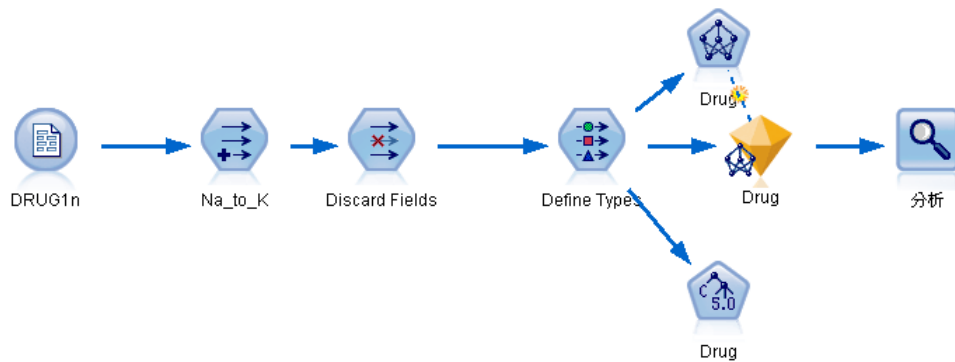 Drug
DRUG1n
Na_to_K
Discard Fields
Define Types
Drug
分析
C 5.0
Drug